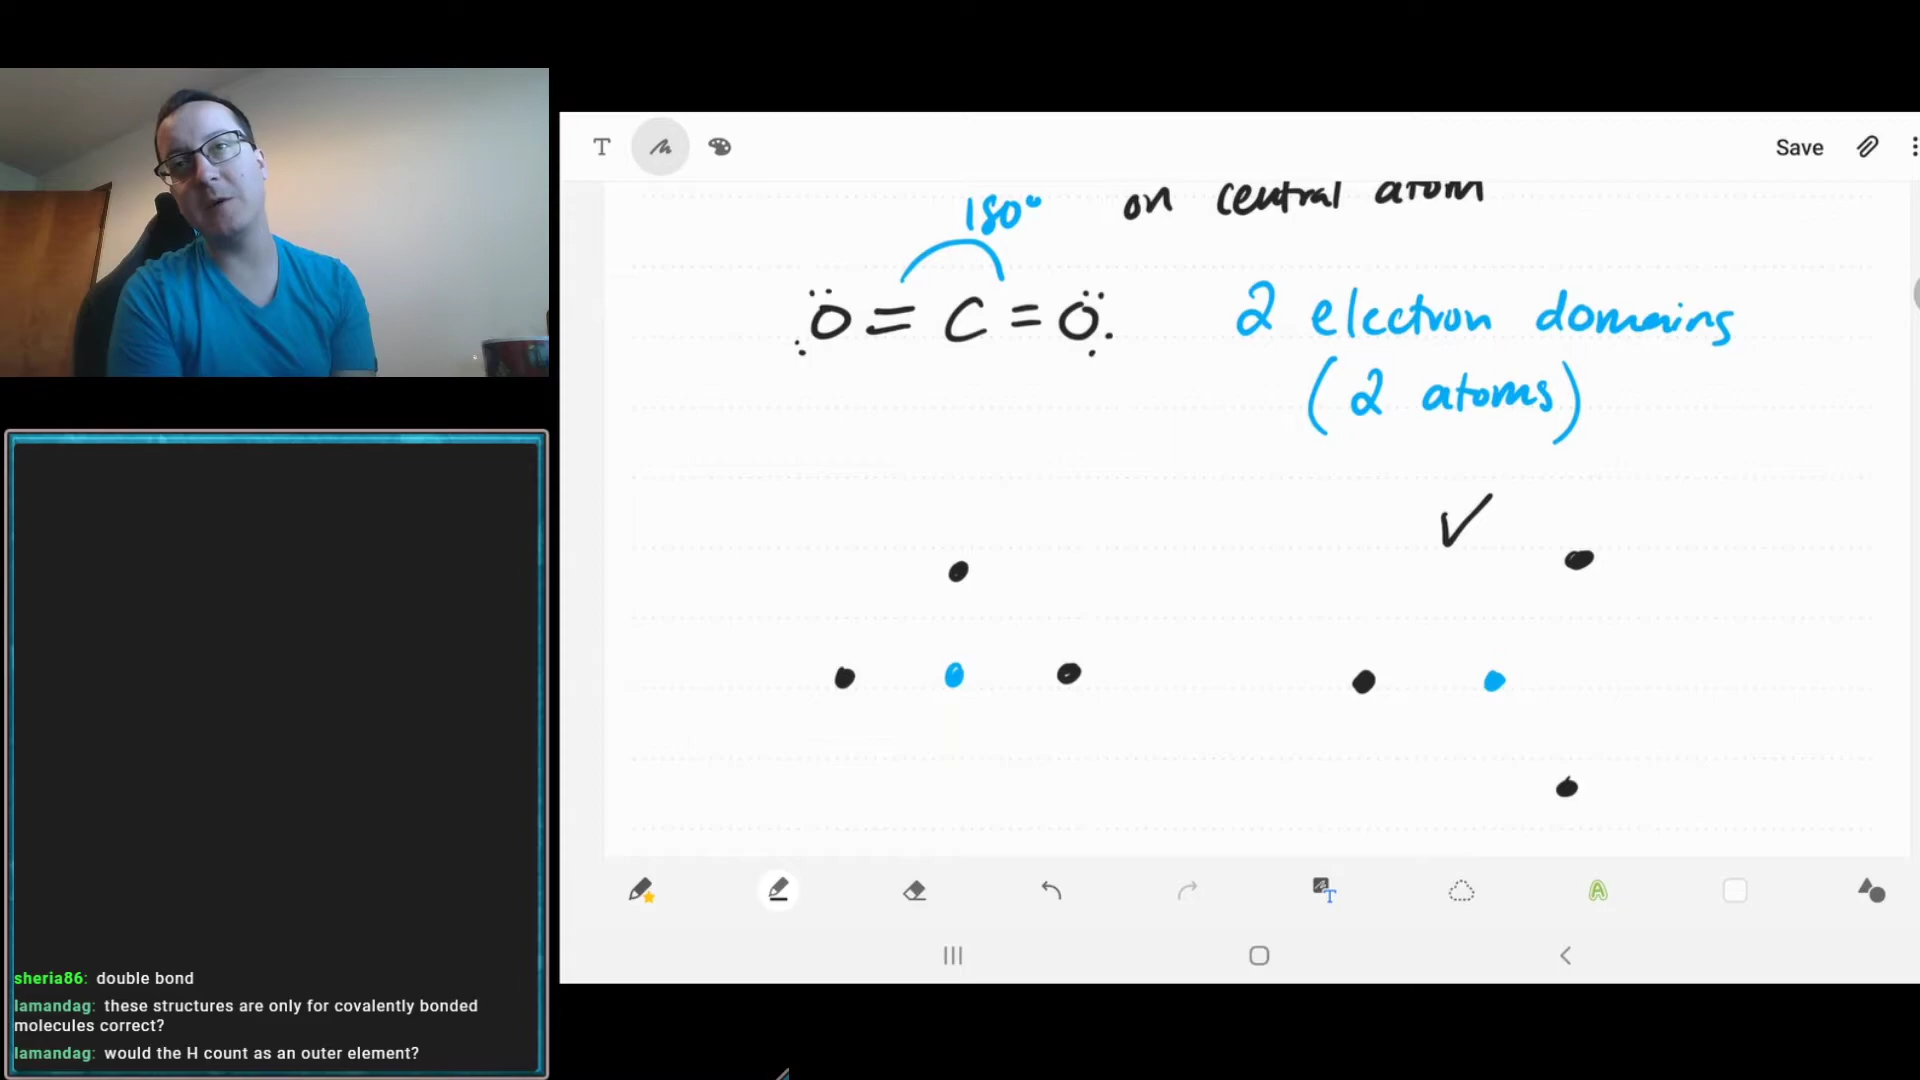 T
Save
180° on central atom
O = C = O
2 electron domains
(2 atoms)
sheria86: double bond
lamandag: these structures are only for covalently bonded
molecules correct?
lamandag: would the H count as an outer element?